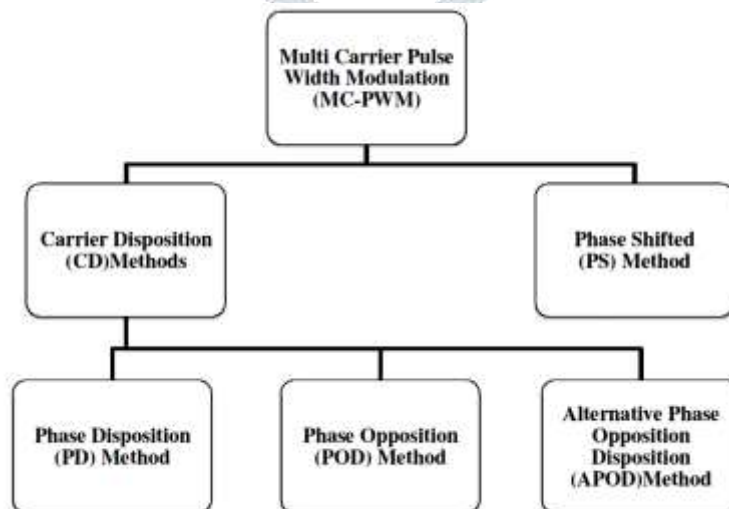 Multi Carrier Pulse
Width Modulation
(MC-PWM)
Carrier Disposition
(CD)Methods
Phase Shifted
(PS) Method
Phase Disposition
(PD) Method
Phase Opposition
(POD) Method
Alternative Phase
Opposition
Disposition
(APOD)Method